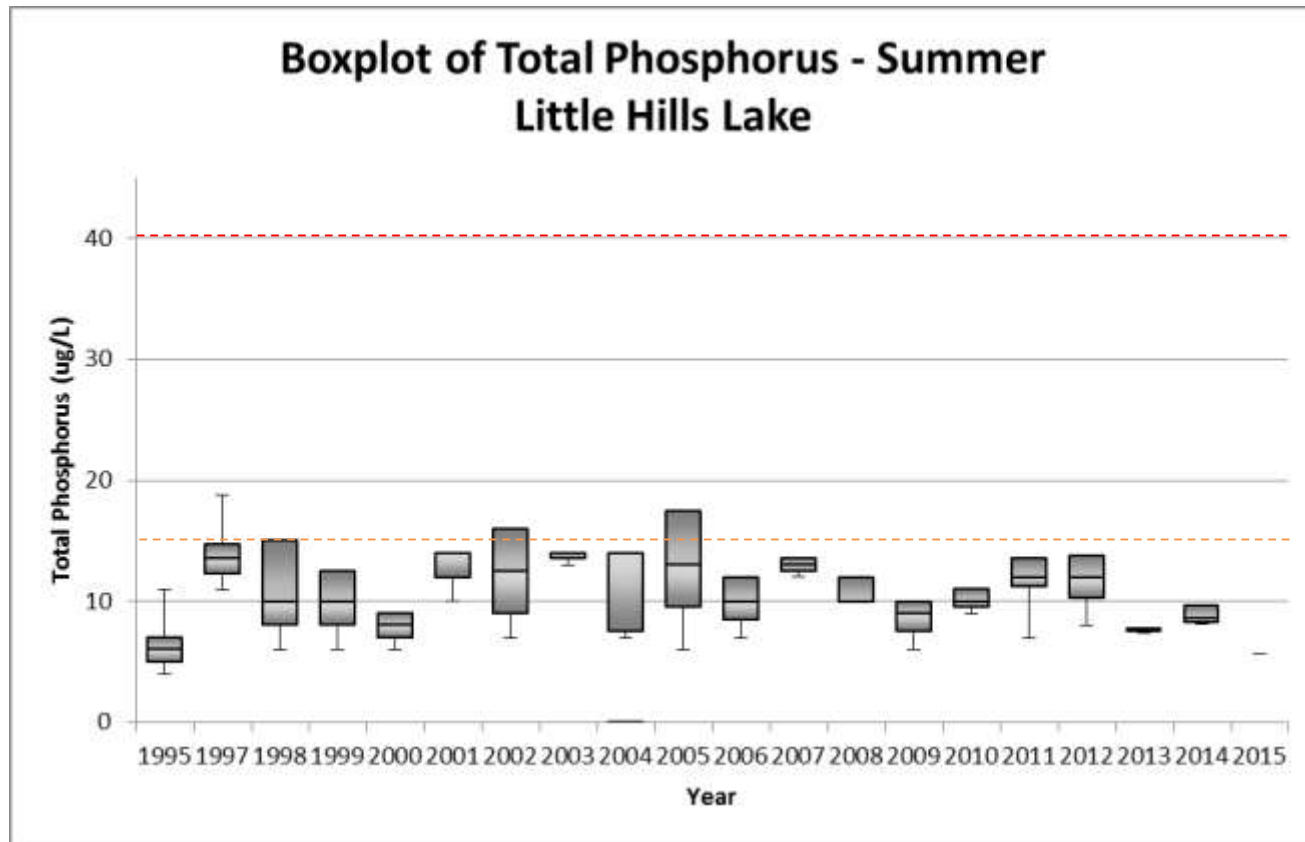 Boxplot of Total Phosphorus - Summer
Little Hills Lake
Total Phosphorus (ug/L)
40
30
20
10
0
1995 1997 1998 1999 2000 2001 2002 2003 2004 2005 2006 2007 2008 2009 2010 2011 2012 2013 2014 2015
Year